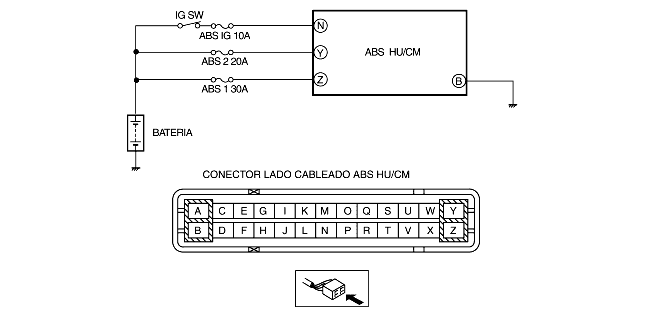 IG SW
ABS IG 10A
N
ABS 2 20A
Y
ABS HU/CM
ABS 1 30A
Z
B
BATERIA
CONECTOR LADO CABLEADO ABS HU/CM
A C E G I K M O Q S U W Y
B D F H J L N P R T V X Z